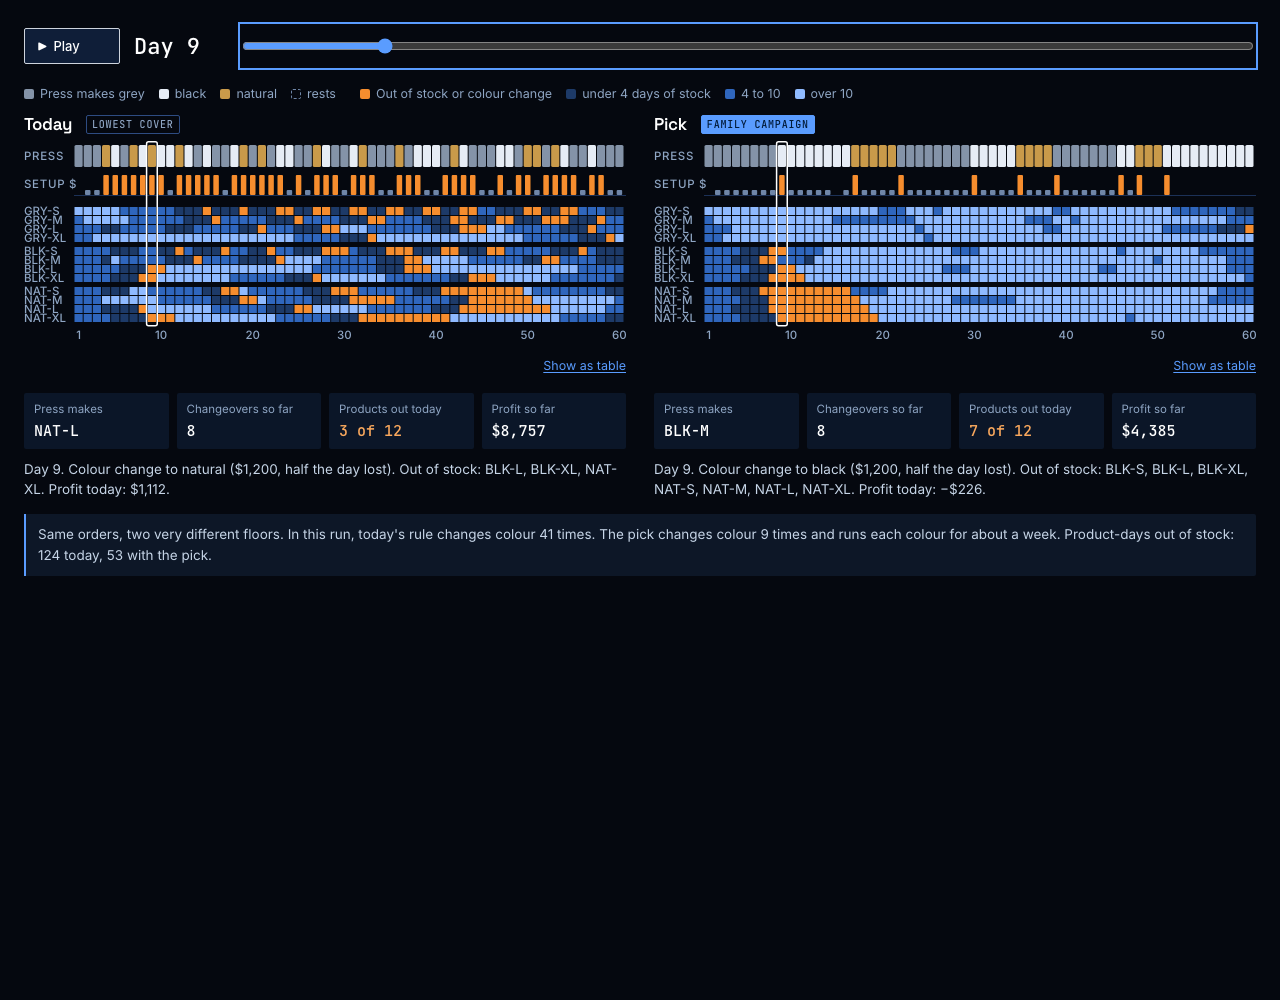 ▶ Play
Day 9
Press makes grey
black
natural
rests
Out of stock or colour change
under 4 days of stock
4 to 10
over 10
Today
LOWEST COVER
PRESS
SETUP $
GRY-S
GRY-M
GRY-L
GRY-XL
BLK-S
BLK-M
BLK-L
BLK-XL
NAT-S
NAT-M
NAT-L
NAT-XL
1 10 20 30 40 50 60
Show as table
Press makes
NAT-L
Changeovers so far
8
Products out today
3 of 12
Profit so far
$8,757
Day 9. Colour change to natural ($1,200, half the day lost). Out of stock: BLK-L, BLK-XL, NAT-
XL. Profit today: $1,112.
Pick
FAMILY CAMPAIGN
PRESS
SETUP $
GRY-S
GRY-M
GRY-L
GRY-XL
BLK-S
BLK-M
BLK-L
BLK-XL
NAT-S
NAT-M
NAT-L
NAT-XL
1 10 20 30 40 50 60
Show as table
Press makes
BLK-M
Changeovers so far
8
Products out today
7 of 12
Profit so far
$4,385
Day 9. Colour change to black ($1,200, half the day lost). Out of stock: BLK-S, BLK-L, BLK-XL,
NAT-S, NAT-M, NAT-L, NAT-XL. Profit today: −$226.
Same orders, two very different floors. In this run, today's rule changes colour 41 times. The pick changes colour 9 times and runs each colour for about a week. Product-days out of stock:
124 today, 53 with the pick.